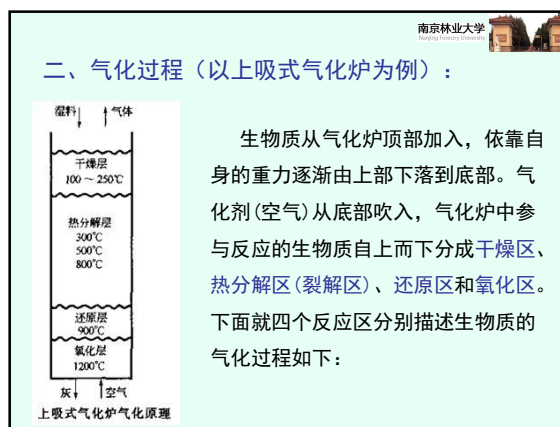 南京林业大学
Nanjing Forestry University
二、气化过程（以上吸式气化炉为例）：
湿料 气体
干燥层
100～250℃
热分解层
300℃
500℃
800℃
还原层
900℃
氧化层
1200℃
灰 空气
上吸式气化炉气化原理
生物质从气化炉顶部加入，依靠自
身的重力逐渐由上部下落到底部。气
化剂(空气)从底部吹入，气化炉中参
与反应的生物质自上而下分成干燥区、
热分解区(裂解区)、还原区和氧化区。
下面就四个反应区分别描述生物质的
气化过程如下：